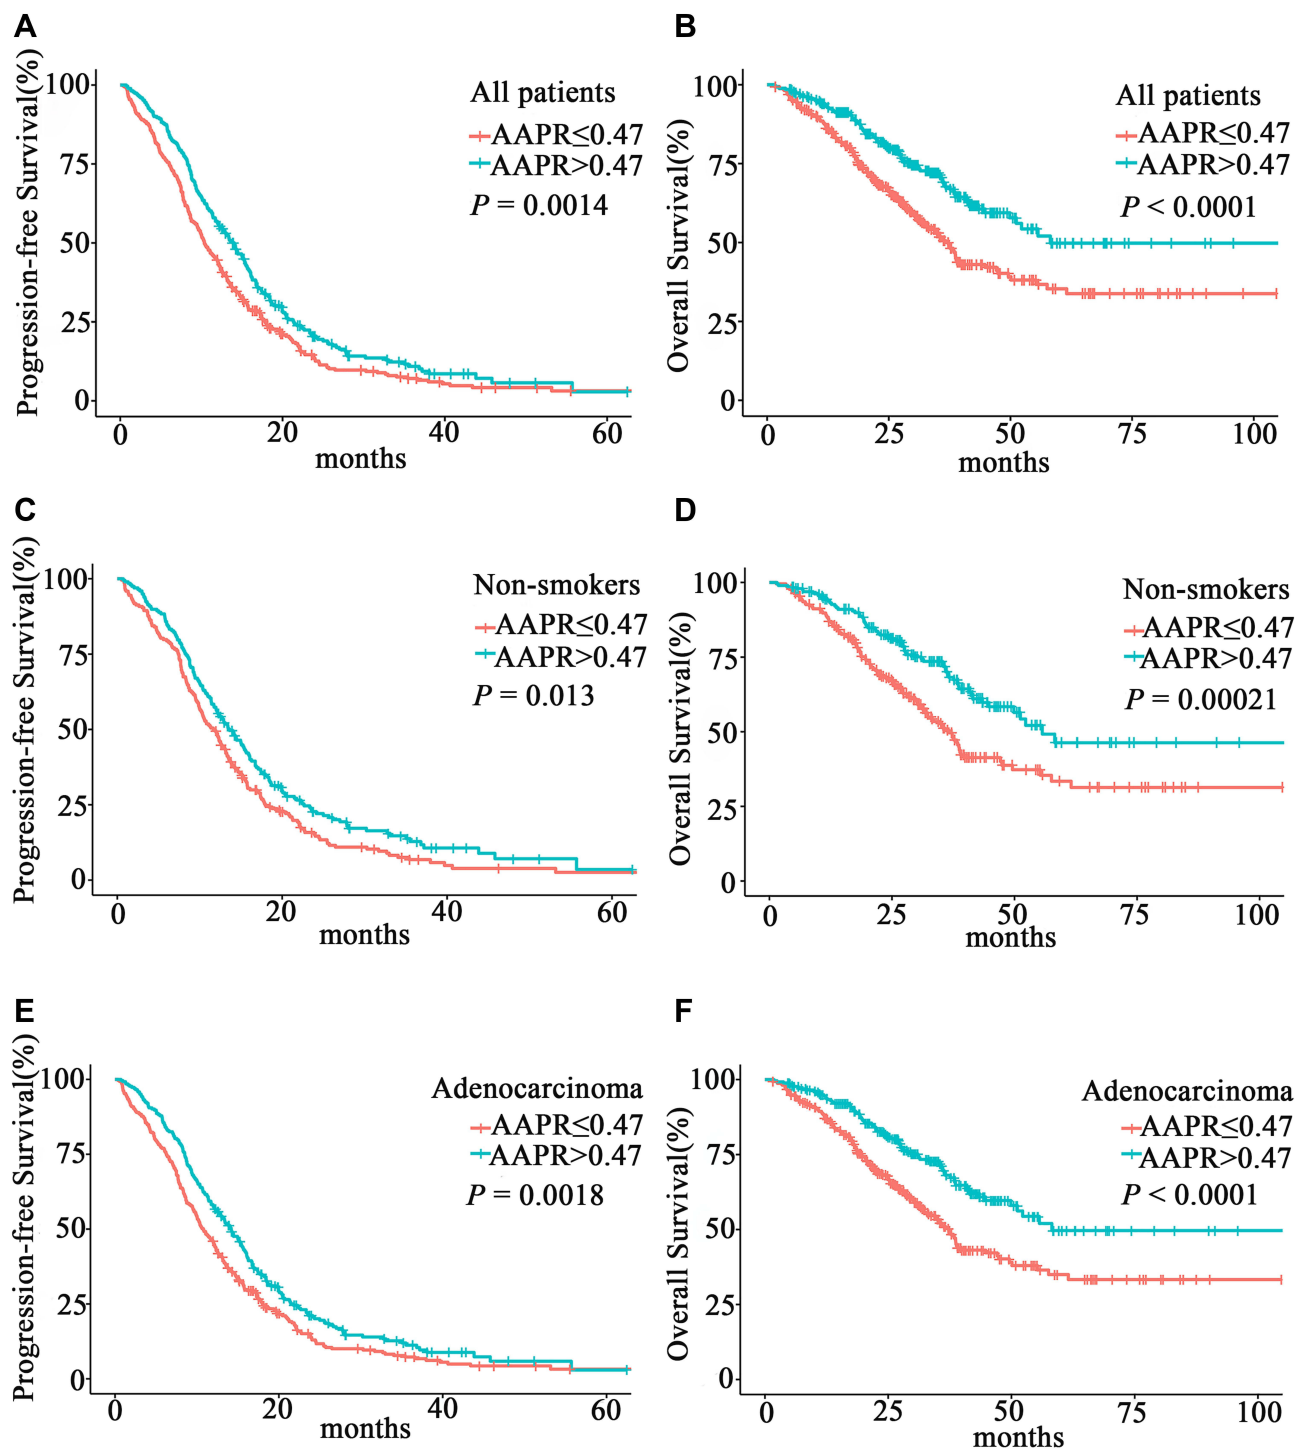 A
Progression-free Survival(%)
100
75
50
25
0
0 20 40 60
months
All patients
AAPR≤0.47
AAPR>0.47
P = 0.0014
B
Overall Survival(%)
100
75
50
25
0
0 25 50 75 100
months
All patients
AAPR≤0.47
AAPR>0.47
P < 0.0001
C
Progression-free Survival(%)
100
75
50
25
0
0 20 40 60
months
Non-smokers
AAPR≤0.47
AAPR>0.47
P = 0.013
D
Overall Survival(%)
100
75
50
25
0
0 25 50 75 100
months
Non-smokers
AAPR≤0.47
AAPR>0.47
P = 0.00021
E
Progression-free Survival(%)
100
75
50
25
0
0 20 40 60
months
Adenocarcinoma
AAPR≤0.47
AAPR>0.47
P = 0.0018
F
Overall Survival(%)
100
75
50
25
0
0 25 50 75 100
months
Adenocarcinoma
AAPR≤0.47
AAPR>0.47
P < 0.0001